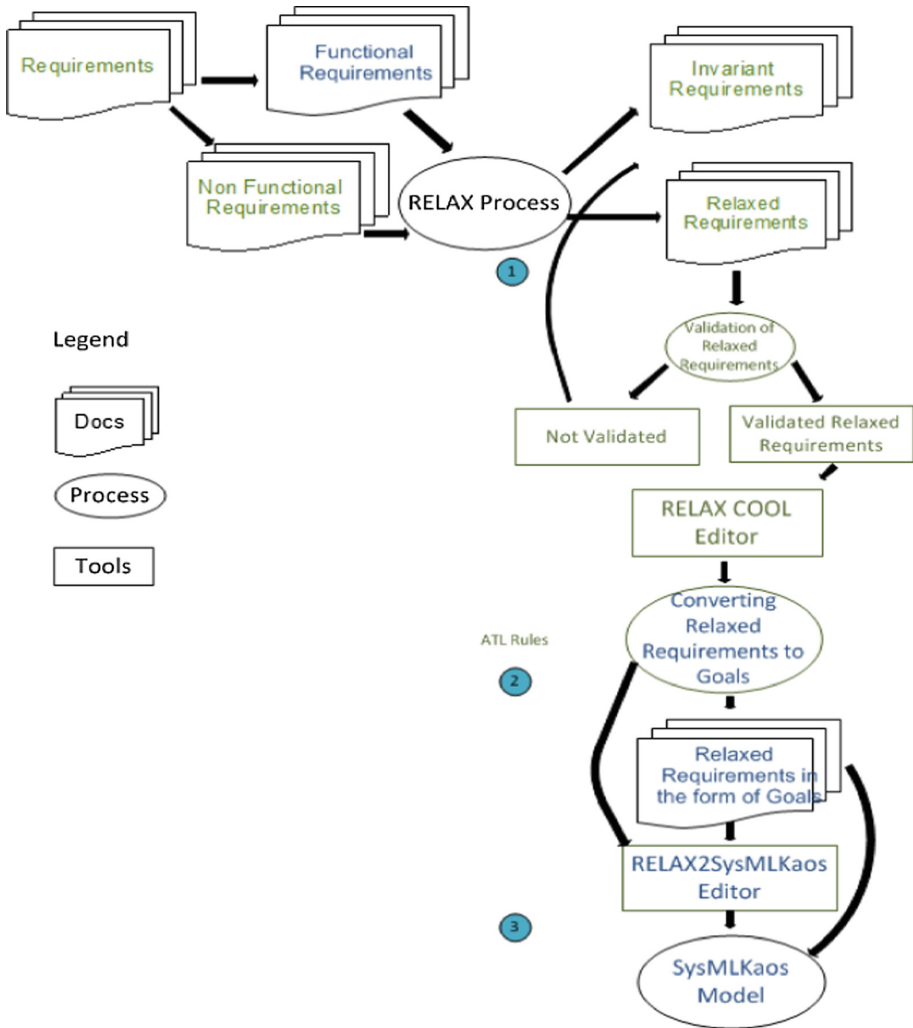 Requirements
Functional
Requirements
Invariant
Requirements
Non Functional
Requirements
RELAX Process
Relaxed
Requirements
1
Validation of
Relaxed
Requirements
Legend
Docs
Process
Tools
Not Validated
Validated Relaxed
Requirements
RELAX COOL
Editor
Converting
Relaxed
Requirements to
Goals
ATL Rules
2
Relaxed
Requirements in
the form of Goals
RELAX2SysMLKaos
Editor
3
SysMLKaos
Model